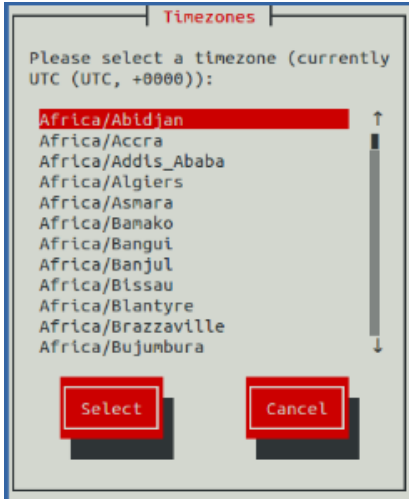 Timezones
Please select a timezone (currently
UTC (UTC, +0000)):
Africa/Abidjan
Africa/Accra
Africa/Addis_Ababa
Africa/Algiers
Africa/Asmara
Africa/Bamako
Africa/Bangui
Africa/Banjul
Africa/Bissau
Africa/Blantyre
Africa/Brazzaville
Africa/Bujumbura
Select Cancel